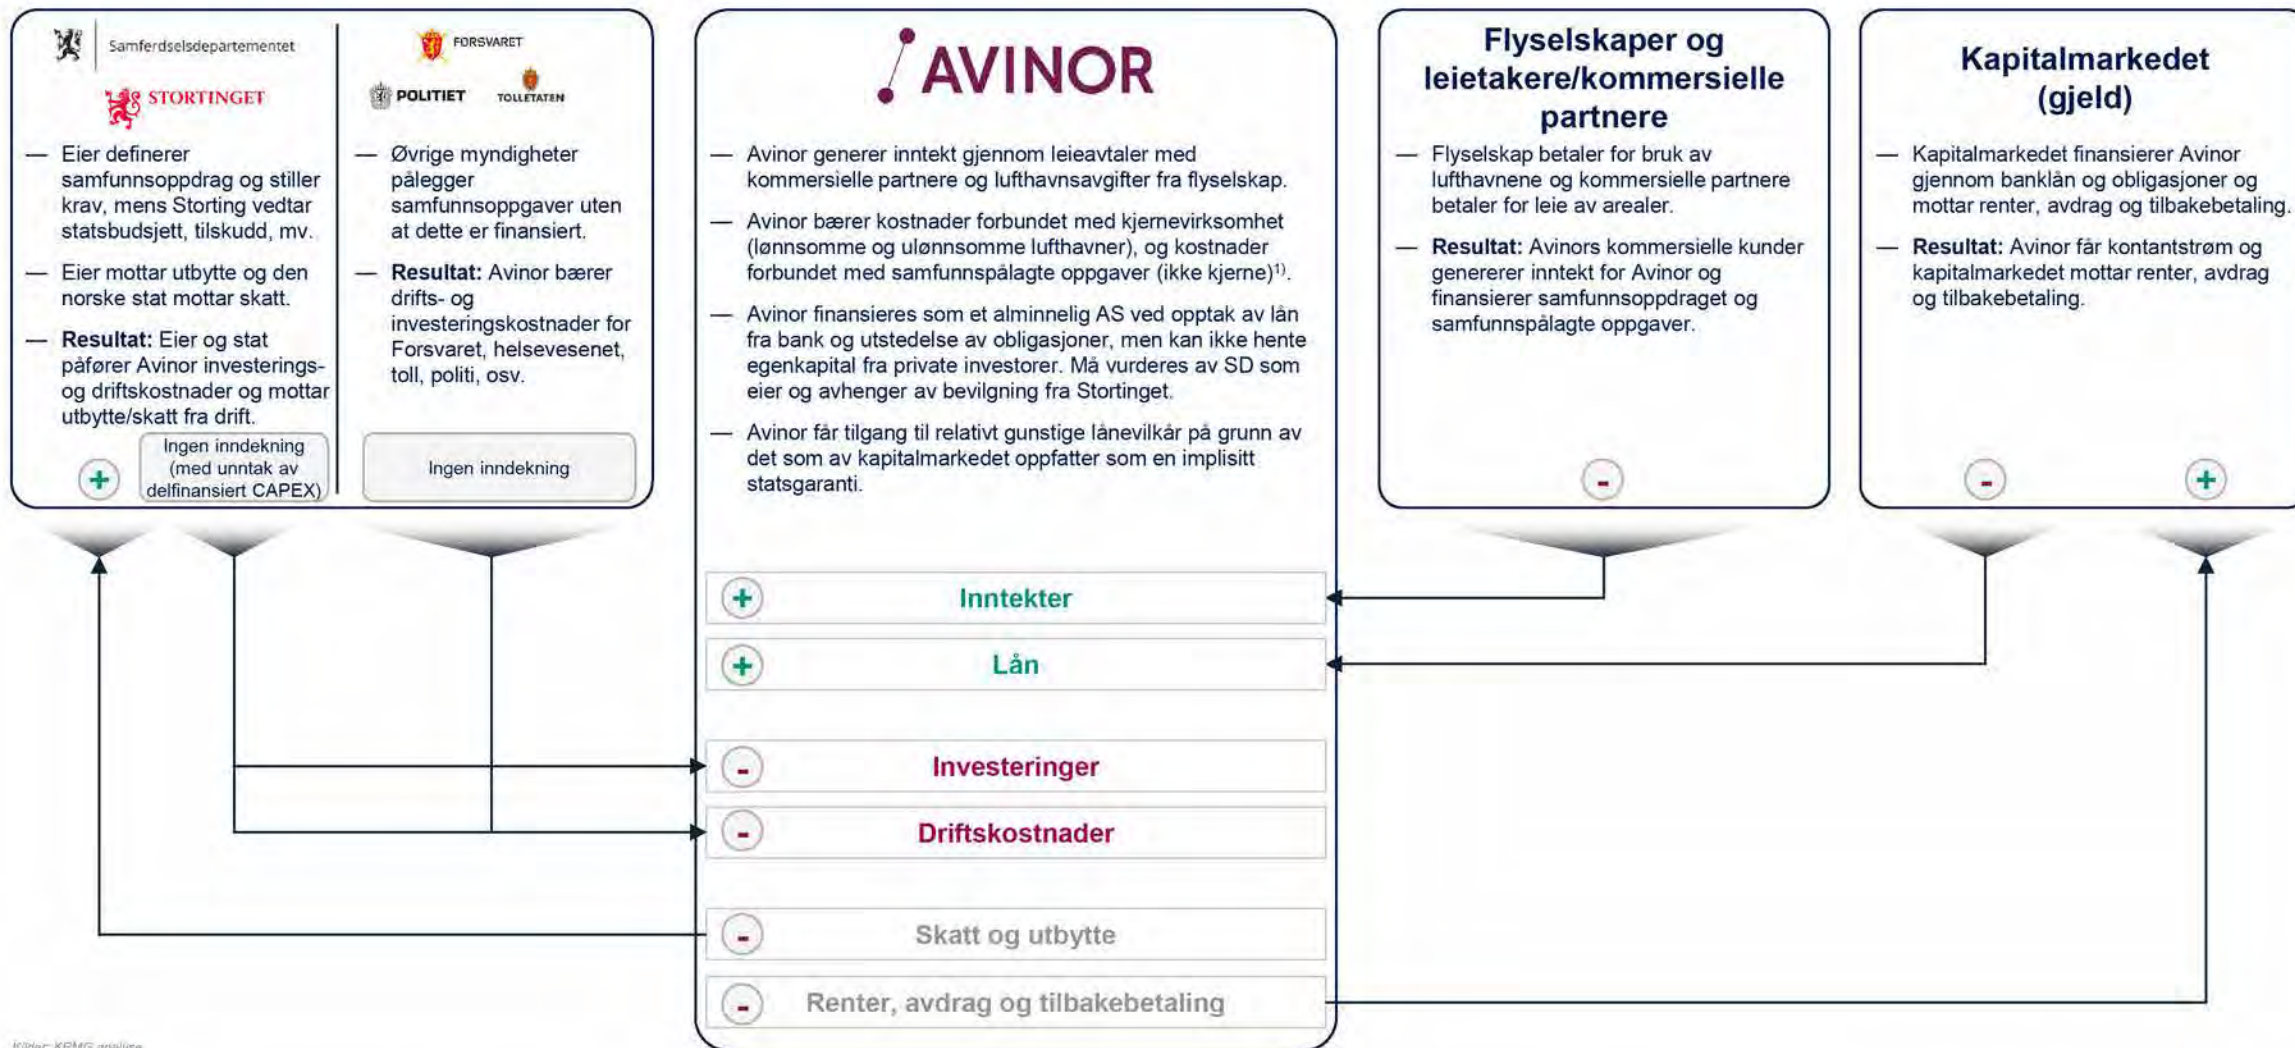 Samferdselsdepartementet
STORTINGET
— Eier definerer
samfunnsoppdrag og stiller
krav, mens Storting vedtar
statsbudsjett, tilskudd, mv.
— Eier mottar utbytte og den
norske stat mottar skatt.
— Resultat: Eier og stat
påfører Avinor investerings-
og driftskostnader og mottar
utbytte/skatt fra drift.
+
Ingen inndekning
(med unntak av
delfinansiert CAPEX)
FORSVARET
POLITIET
TOLLETATEN
— Øvrige myndigheter
pålegger
samfunnsoppgaver uten
at dette er finansiert.
— Resultat: Avinor bærer
drifts- og
investeringskostnader for
Forsvaret, helsevesenet,
toll, politi, osv.
Ingen inndekning
AVINOR
— Avinor generer inntekt gjennom leieavtaler med
kommersielle partnere og lufthavnsavgifter fra flyselskap.
— Avinor bærer kostnader forbundet med kjernevirksomhet
(lønnsomme og ulønnsomme lufthavner), og kostnader
forbundet med samfunnspålagte oppgaver (ikke kjerne)1).
— Avinor finansieres som et alminnelig AS ved opptak av lån
fra bank og utstedelse av obligasjoner, men kan ikke hente
egenkapital fra private investorer. Må vurderes av SD som
eier og avhenger av bevilgning fra Stortinget.
— Avinor får tilgang til relativt gunstige lånevilkår på grunn av
det som av kapitalmarkedet oppfatter som en implisitt
statsgaranti.
+ Inntekter
+ Lån
- Investeringer
- Driftskostnader
- Skatt og utbytte
- Renter, avdrag og tilbakebetaling
Flyselskaper og
leietakere/kommersielle
partnere
— Flyselskap betaler for bruk av
lufthavnene og kommersielle partnere
betaler for leie av arealer.
— Resultat: Avinors kommersielle kunder
genererer inntekt for Avinor og
finansierer samfunnsoppdraget og
samfunnspålagte oppgaver.
-
Kapitalmarkedet
(gjeld)
— Kapitalmarkedet finansierer Avinor
gjennom banklån og obligasjoner og
mottar renter, avdrag og tilbakebetaling.
— Resultat: Avinor får kontantstrøm og
kapitalmarkedet mottar renter, avdrag
og tilbakebetaling.
- +
KPMG analyse